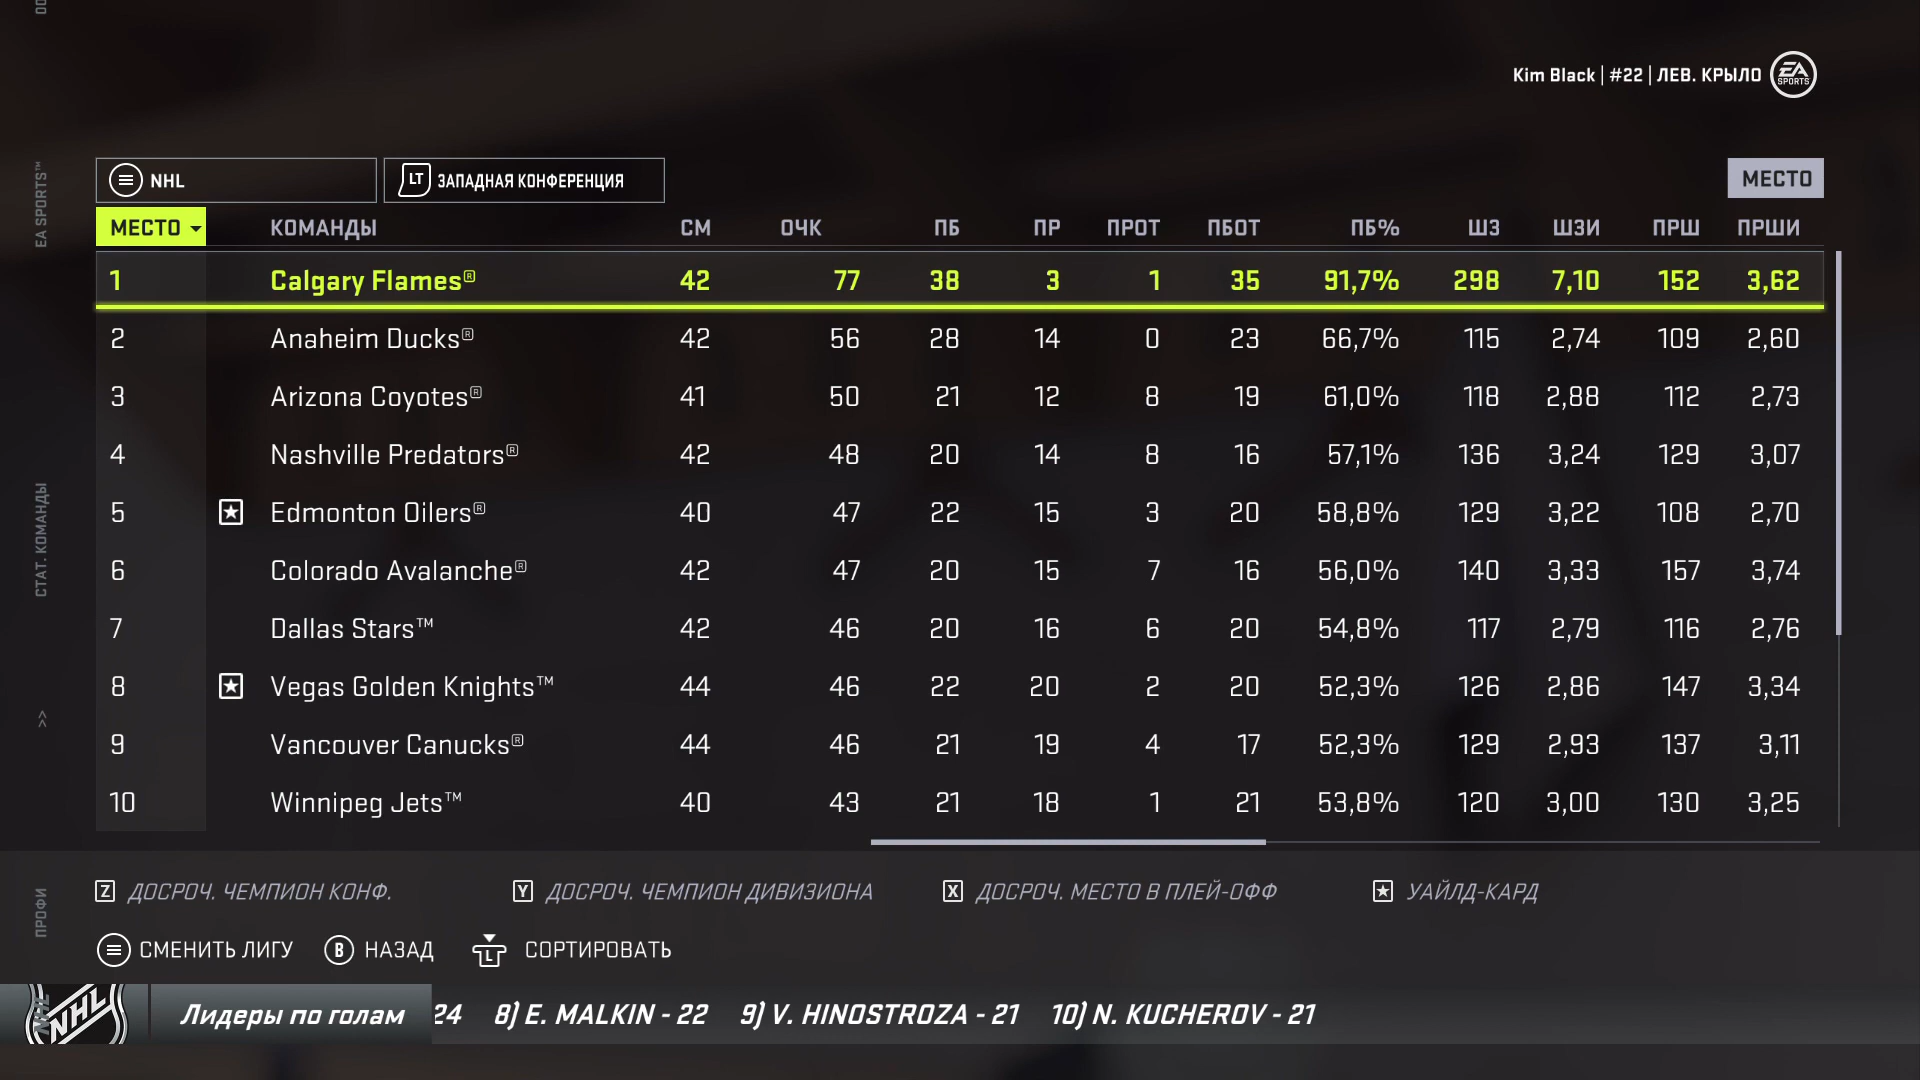 Kim Black | #22 | ЛЕВ. КРЫЛО
EA SPORTS
NHL
LT ЗАПАДНАЯ КОНФЕРЕНЦИЯ
МЕСТО
МЕСТО КОМАНДЫ СМ ОЧК ПБ ПР ПРОТ ПБОТ ПБ% ШЗ ШЗИ ПРШ ПРШИ
1 Calgary Flames® 42 77 38 3 1 35 91,7% 298 7,10 152 3,62
2 Anaheim Ducks® 42 56 28 14 0 23 66,7% 115 2,74 109 2,60
3 Arizona Coyotes® 41 50 21 12 8 19 61,0% 118 2,88 112 2,73
4 Nashville Predators® 42 48 20 14 8 16 57,1% 136 3,24 129 3,07
5 ★ Edmonton Oilers® 40 47 22 15 3 20 58,8% 129 3,22 108 2,70
6 Colorado Avalanche® 42 47 20 15 7 16 56,0% 140 3,33 157 3,74
7 Dallas Stars™ 42 46 20 16 6 20 54,8% 117 2,79 116 2,76
8 ★ Vegas Golden Knights™ 44 46 22 20 2 20 52,3% 126 2,86 147 3,34
9 Vancouver Canucks® 44 46 21 19 4 17 52,3% 129 2,93 137 3,11
10 Winnipeg Jets™ 40 43 21 18 1 21 53,8% 120 3,00 130 3,25
Z ДОСРОЧ. ЧЕМПИОН КОНФ. Y ДОСРОЧ. ЧЕМПИОН ДИВИЗИОНА X ДОСРОЧ. МЕСТО В ПЛЕЙ-ОФФ ★ УАЙЛД-КАРД
СМЕНИТЬ ЛИГУ B НАЗАД L СОРТИРОВАТЬ
NHL Лидеры по голам 24 8) E. MALKIN - 22 9) V. HINOSTROZA - 21 10) N. KUCHEROV - 21
EA SPORTS™
СТАТ. КОМАНДЫ
>>
ПРОФИ
NHL